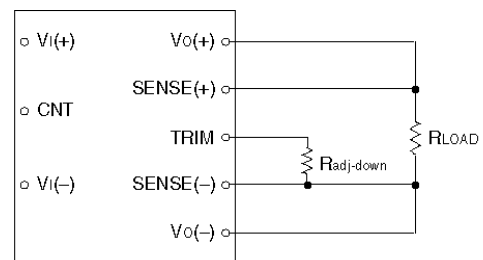 VI(+)
VO(+)
SENSE(+)
CNT
TRIM
RLOAD
Radj-down
VI(−)
SENSE(−)
VO(−)